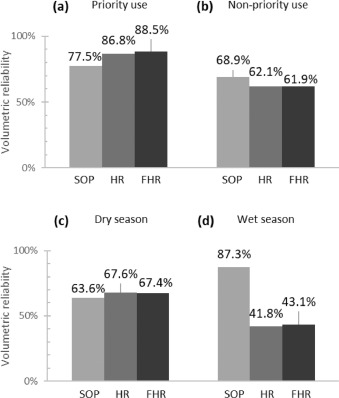 (a) Priority use
(b) Non-priority use
Volumetric reliability
100%
50%
0%
77.5%
86.8%
88.5%
68.9%
62.1%
61.9%
SOP HR FHR
SOP HR FHR
(c) Dry season
(d) Wet season
Volumetric reliability
100%
50%
0%
63.6%
67.6%
67.4%
87.3%
41.8%
43.1%
SOP HR FHR
SOP HR FHR